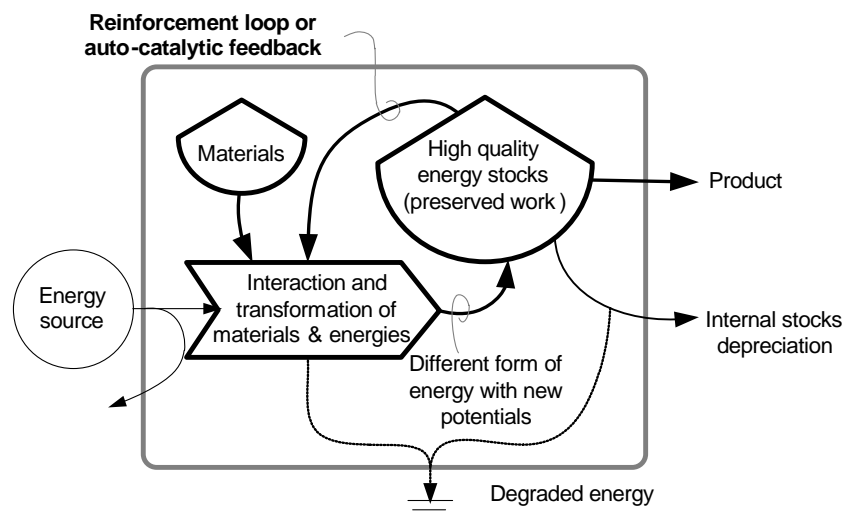 Reinforcement loop or
auto-catalytic feedback
Materials
High quality
energy stocks
(preserved work )
Product
Energy
source
Interaction and
transformation of
materials & energies
Different form of
energy with new
potentials
Internal stocks
depreciation
Degraded energy